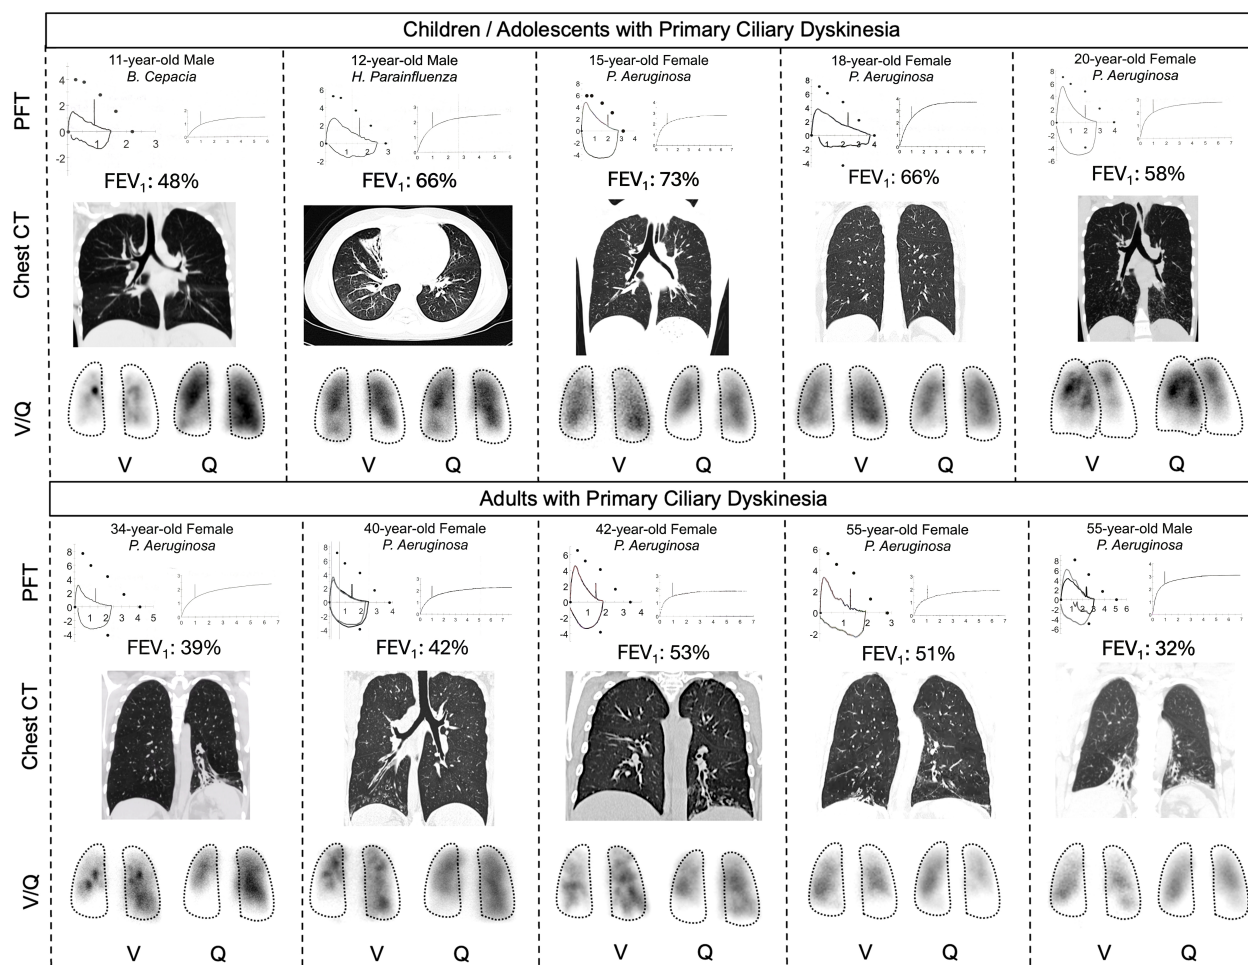 Children / Adolescents with Primary Ciliary Dyskinesia
PFT
11-year-old Male
B. Cepacia
12-year-old Male
H. Parainfluenza
15-year-old Female
P. Aeruginosa
18-year-old Female
P. Aeruginosa
20-year-old Female
P. Aeruginosa
FEV1: 48%
FEV1: 66%
FEV1: 73%
FEV1: 66%
FEV1: 58%
Chest CT
V/Q
V Q
V Q
V Q
V Q
V Q
Adults with Primary Ciliary Dyskinesia
PFT
34-year-old Female
P. Aeruginosa
40-year-old Female
P. Aeruginosa
42-year-old Female
P. Aeruginosa
55-year-old Female
P. Aeruginosa
55-year-old Male
P. Aeruginosa
FEV1: 39%
FEV1: 42%
FEV1: 53%
FEV1: 51%
FEV1: 32%
Chest CT
V/Q
V Q
V Q
V Q
V Q
V Q